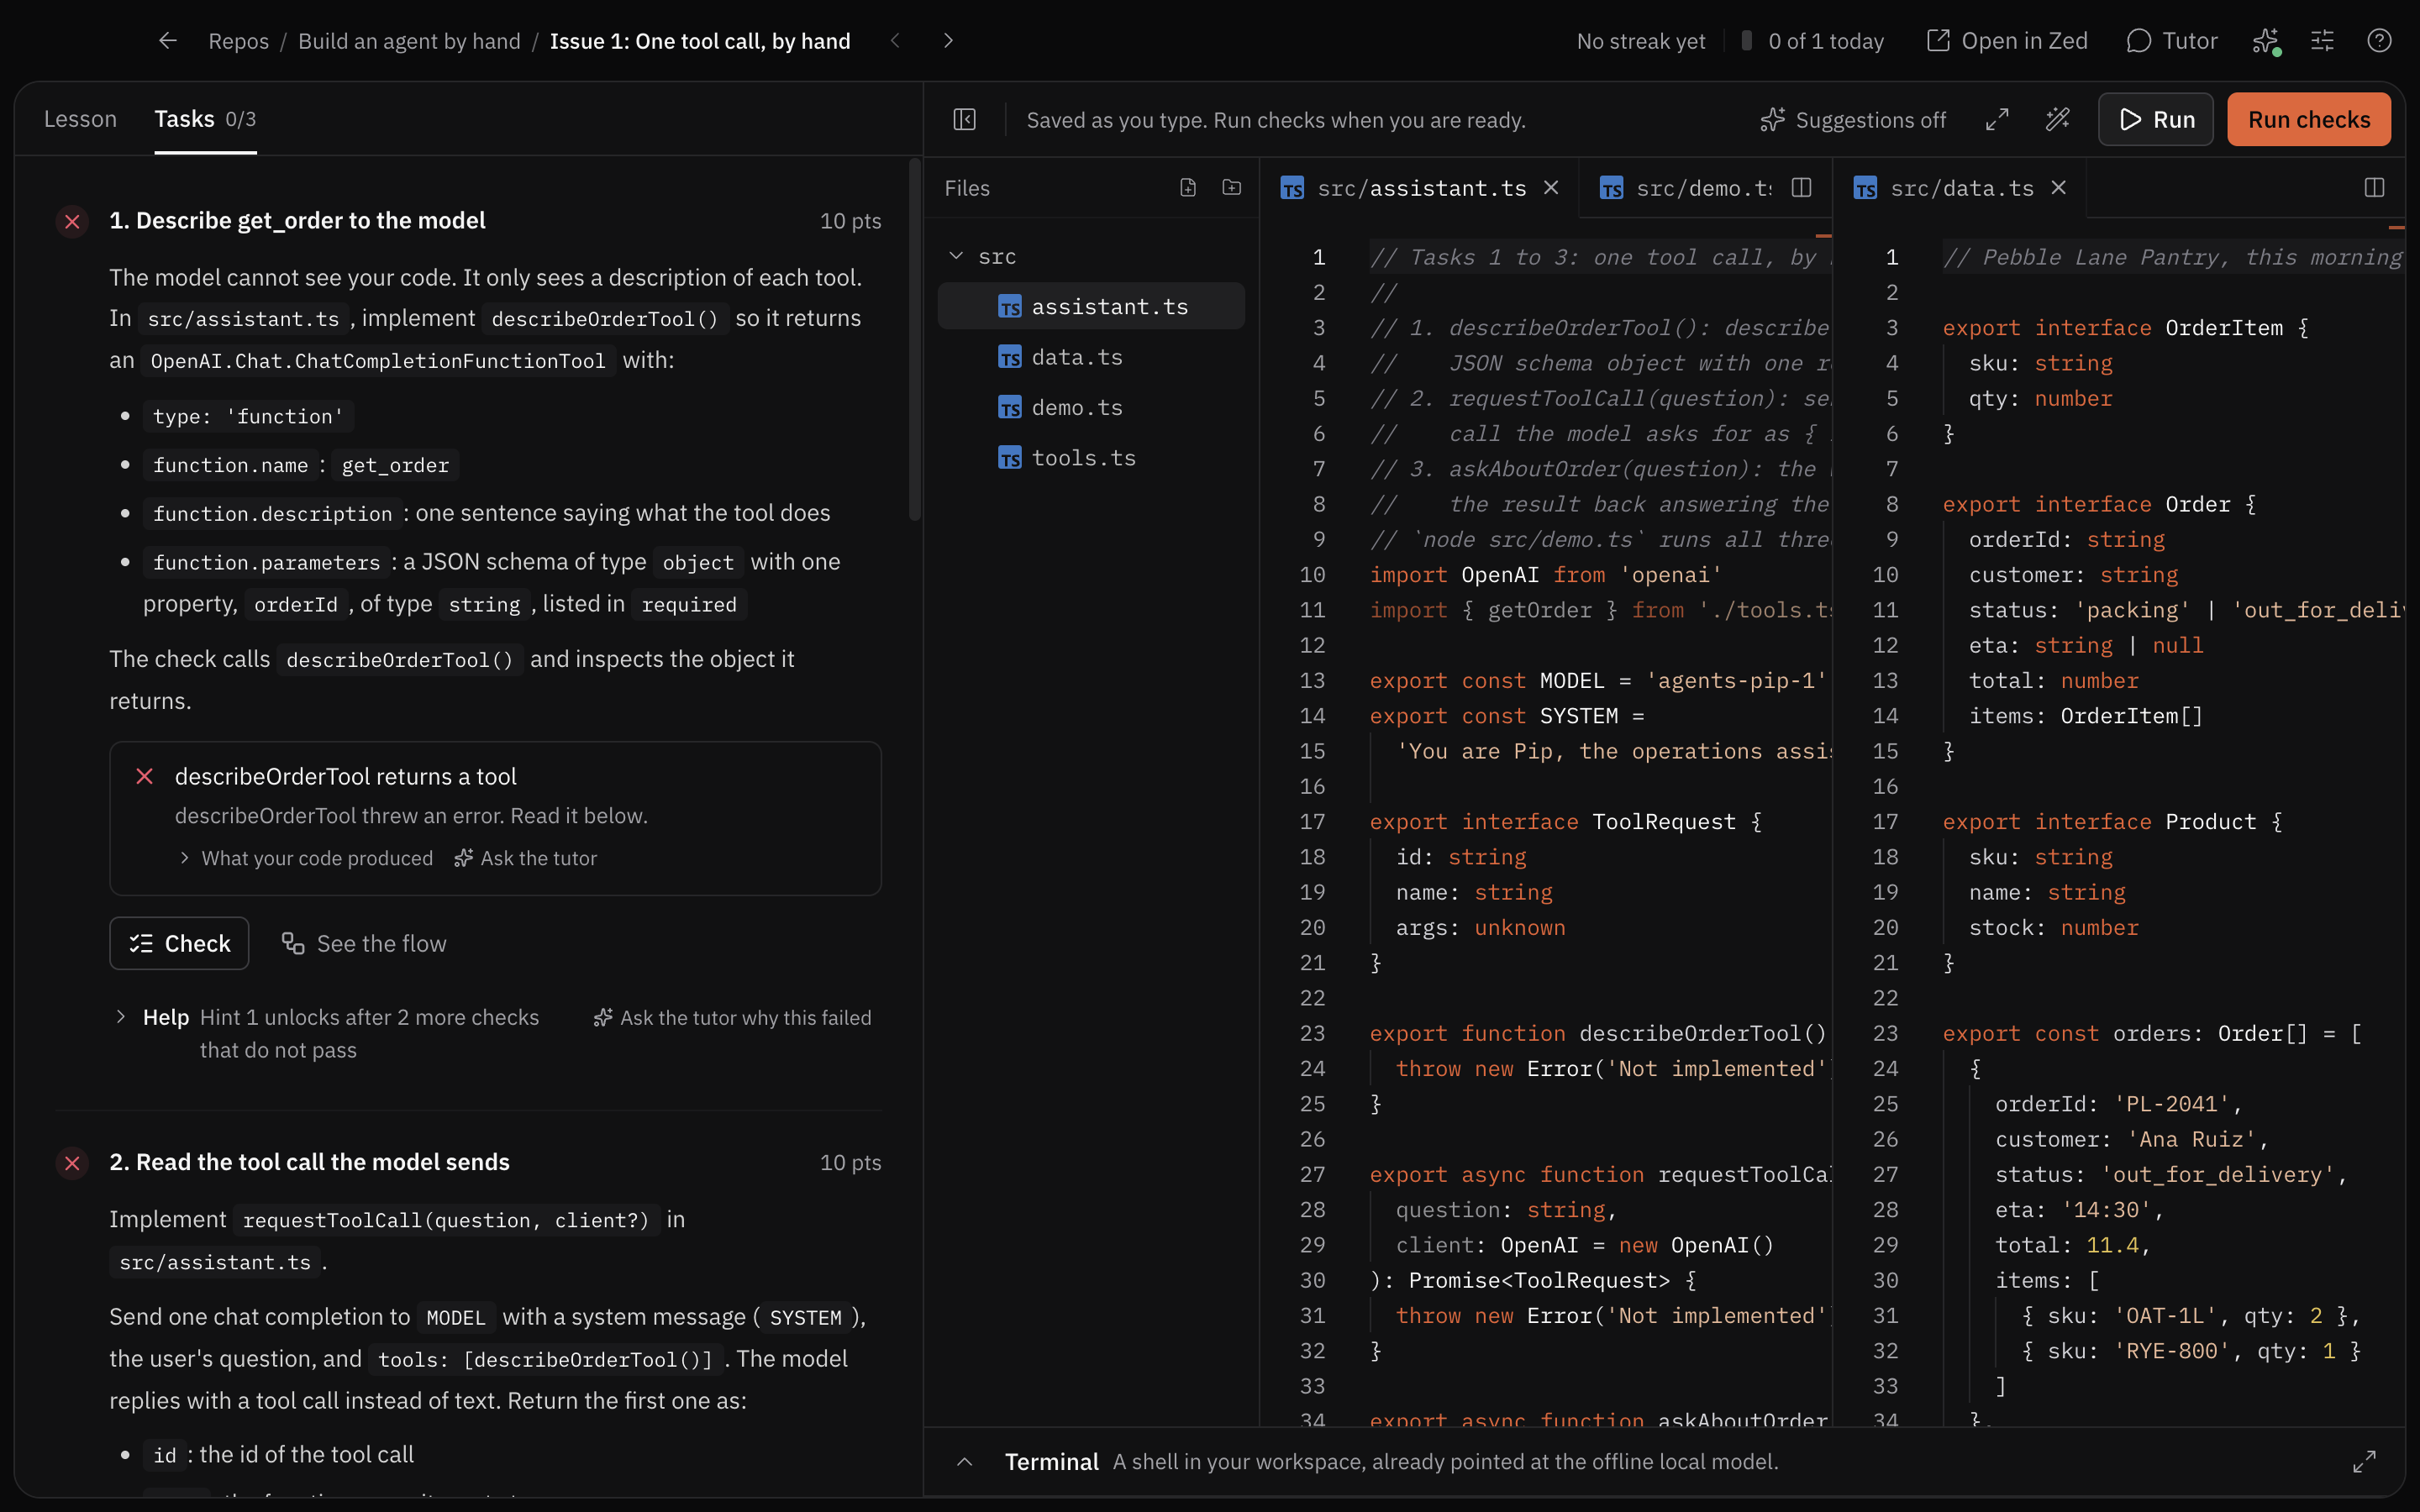 Repos / Build an agent by hand / Issue 1: One tool call, by hand
No streak yet
0 of 1 today
Open in Zed
Tutor
Lesson
Tasks 0/3
1. Describe get_order to the model
10 pts
The model cannot see your code. It only sees a description of each tool.
In src/assistant.ts , implement describeOrderTool() so it returns
an OpenAI.Chat.ChatCompletionFunctionTool with:
type: 'function'
function.name : get_order
function.description : one sentence saying what the tool does
function.parameters : a JSON schema of type object with one
property, orderId , of type string , listed in required
The check calls describeOrderTool() and inspects the object it
returns.
describeOrderTool returns a tool
describeOrderTool threw an error. Read it below.
What your code produced
Ask the tutor
Check
See the flow
Help Hint 1 unlocks after 2 more checks
that do not pass
Ask the tutor why this failed
2. Read the tool call the model sends
10 pts
Implement requestToolCall(question, client?) in
src/assistant.ts .
Send one chat completion to MODEL with a system message ( SYSTEM ),
the user's question, and tools: [describeOrderTool()] . The model
replies with a tool call instead of text. Return the first one as:
id : the id of the tool call
Saved as you type. Run checks when you are ready.
Suggestions off
Run
Run checks
Files
src
TS assistant.ts
TS data.ts
TS demo.ts
TS tools.ts
TS src/assistant.ts
TS src/demo.t
1 // Tasks 1 to 3: one tool call, by
2 //
3 // 1. describeOrderTool(): describe
4 // JSON schema object with one r
5 // 2. requestToolCall(question): se
6 // call the model asks for as {
7 // 3. askAboutOrder(question): the
8 // the result back answering the
9 // `node src/demo.ts` runs all thre
10 import OpenAI from 'openai'
11 import { getOrder } from './tools.ts
12
13 export const MODEL = 'agents-pip-1'
14 export const SYSTEM =
15 'You are Pip, the operations assis
16
17 export interface ToolRequest {
18 id: string
19 name: string
20 args: unknown
21 }
22
23 export function describeOrderTool()
24 throw new Error('Not implemented'
25 }
26
27 export async function requestToolCal
28 question: string,
29 client: OpenAI = new OpenAI()
30 ): Promise<ToolRequest> {
31 throw new Error('Not implemented'
32 }
33
34 export async function askAboutOrder
TS src/data.ts
1 // Pebble Lane Pantry, this morning
2
3 export interface OrderItem {
4 sku: string
5 qty: number
6 }
7
8 export interface Order {
9 orderId: string
10 customer: string
11 status: 'packing' | 'out_for_deliv
12 eta: string | null
13 total: number
14 items: OrderItem[]
15 }
16
17 export interface Product {
18 sku: string
19 name: string
20 stock: number
21 }
22
23 export const orders: Order[] = [
24 {
25 orderId: 'PL-2041',
26 customer: 'Ana Ruiz',
27 status: 'out_for_delivery',
28 eta: '14:30',
29 total: 11.4,
30 items: [
31 { sku: 'OAT-1L', qty: 2 },
32 { sku: 'RYE-800', qty: 1 }
33 ]
34 },
Terminal A shell in your workspace, already pointed at the offline local model.